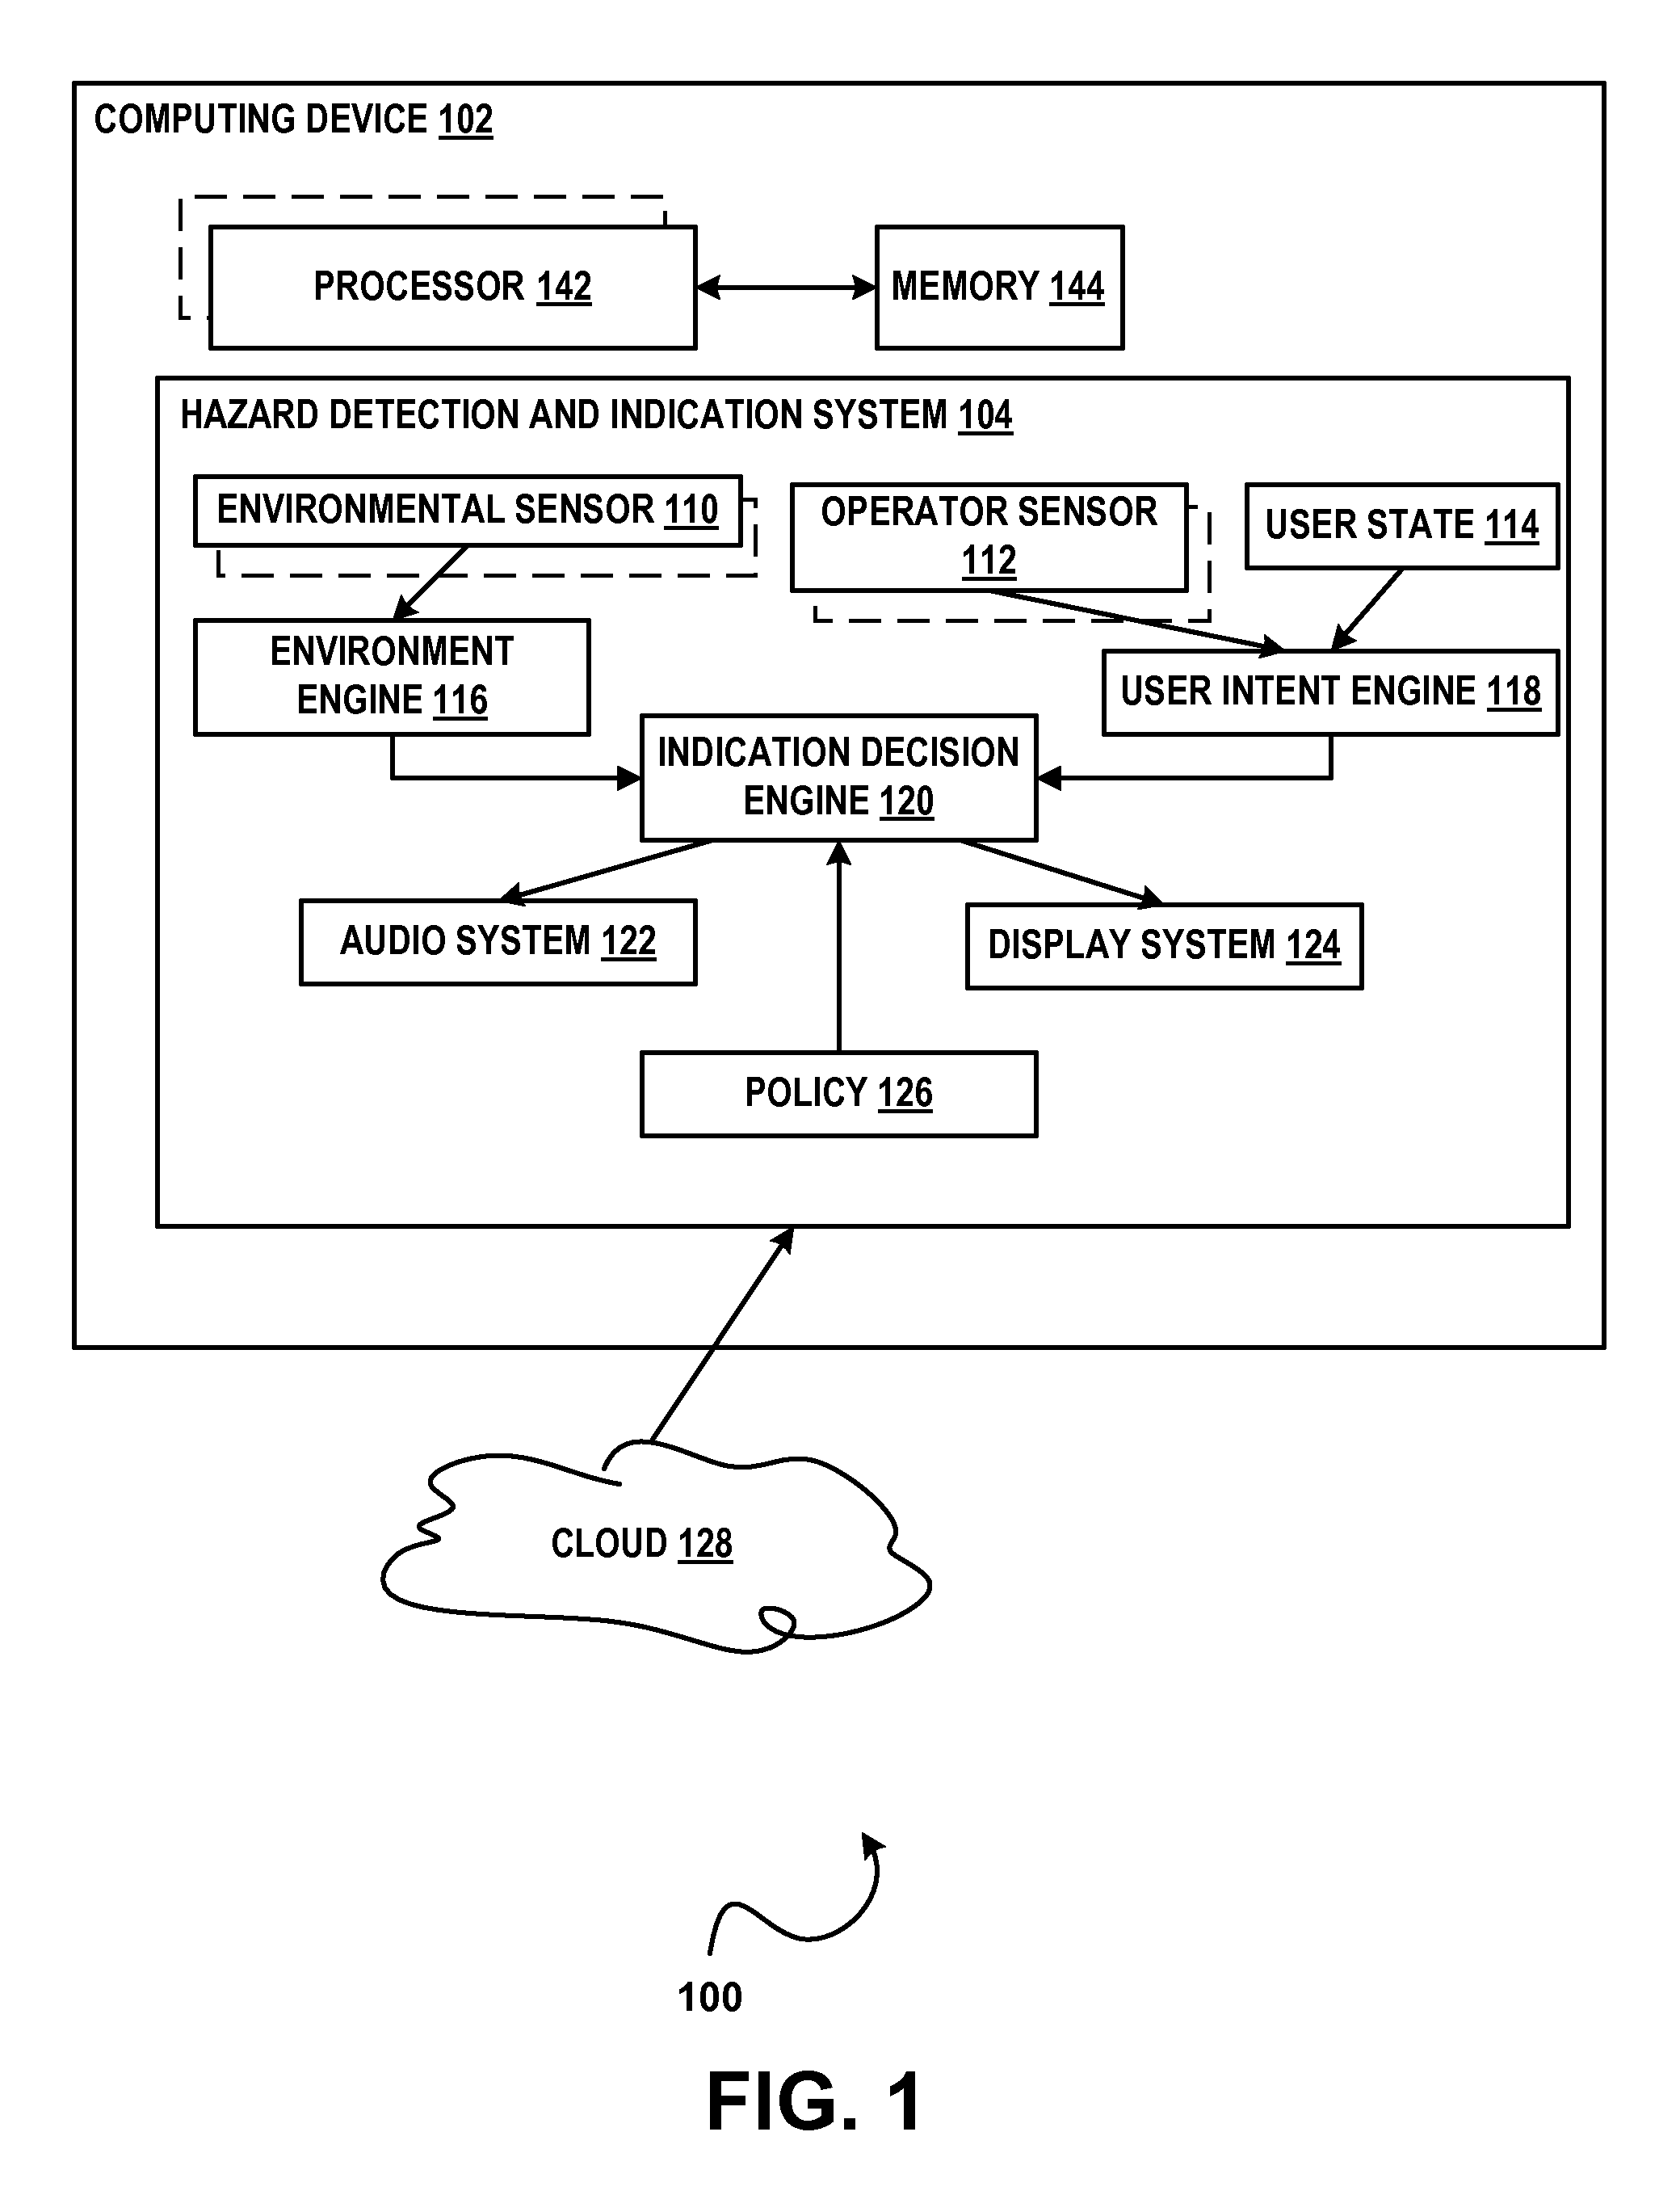 COMPUTING DEVICE 102
PROCESSOR 142
MEMORY 144
HAZARD DETECTION AND INDICATION SYSTEM 104
ENVIRONMENTAL SENSOR 110
OPERATOR SENSOR
112
USER STATE 114
ENVIRONMENT
ENGINE 116
USER INTENT ENGINE 118
INDICATION DECISION
ENGINE 120
AUDIO SYSTEM 122
DISPLAY SYSTEM 124
POLICY 126
CLOUD 128
100
FIG. 1